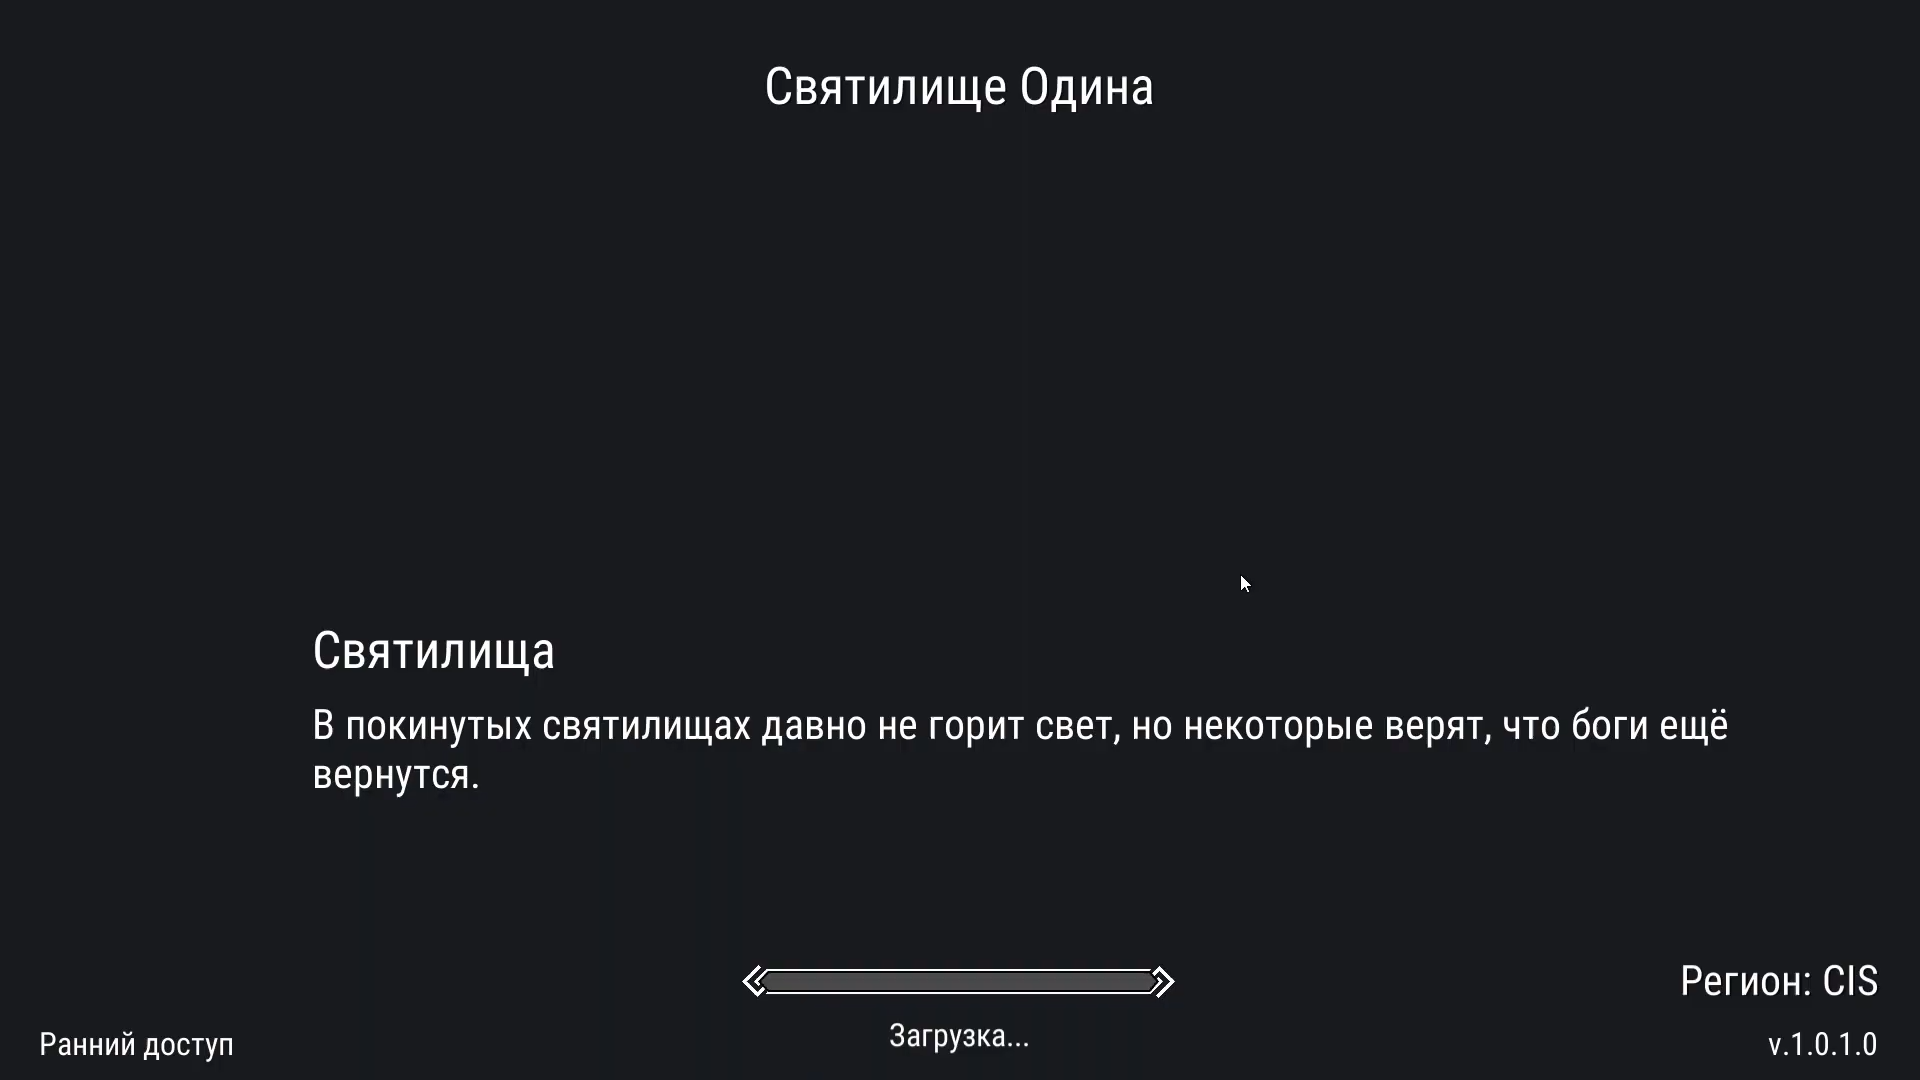 Святилище Одина
Святилища
В покинутых святилищах давно не горит свет, но некоторые верят, что боги ещё
вернутся.
Регион: CIS
Загрузка...
Ранний доступ
v.1.0.1.0